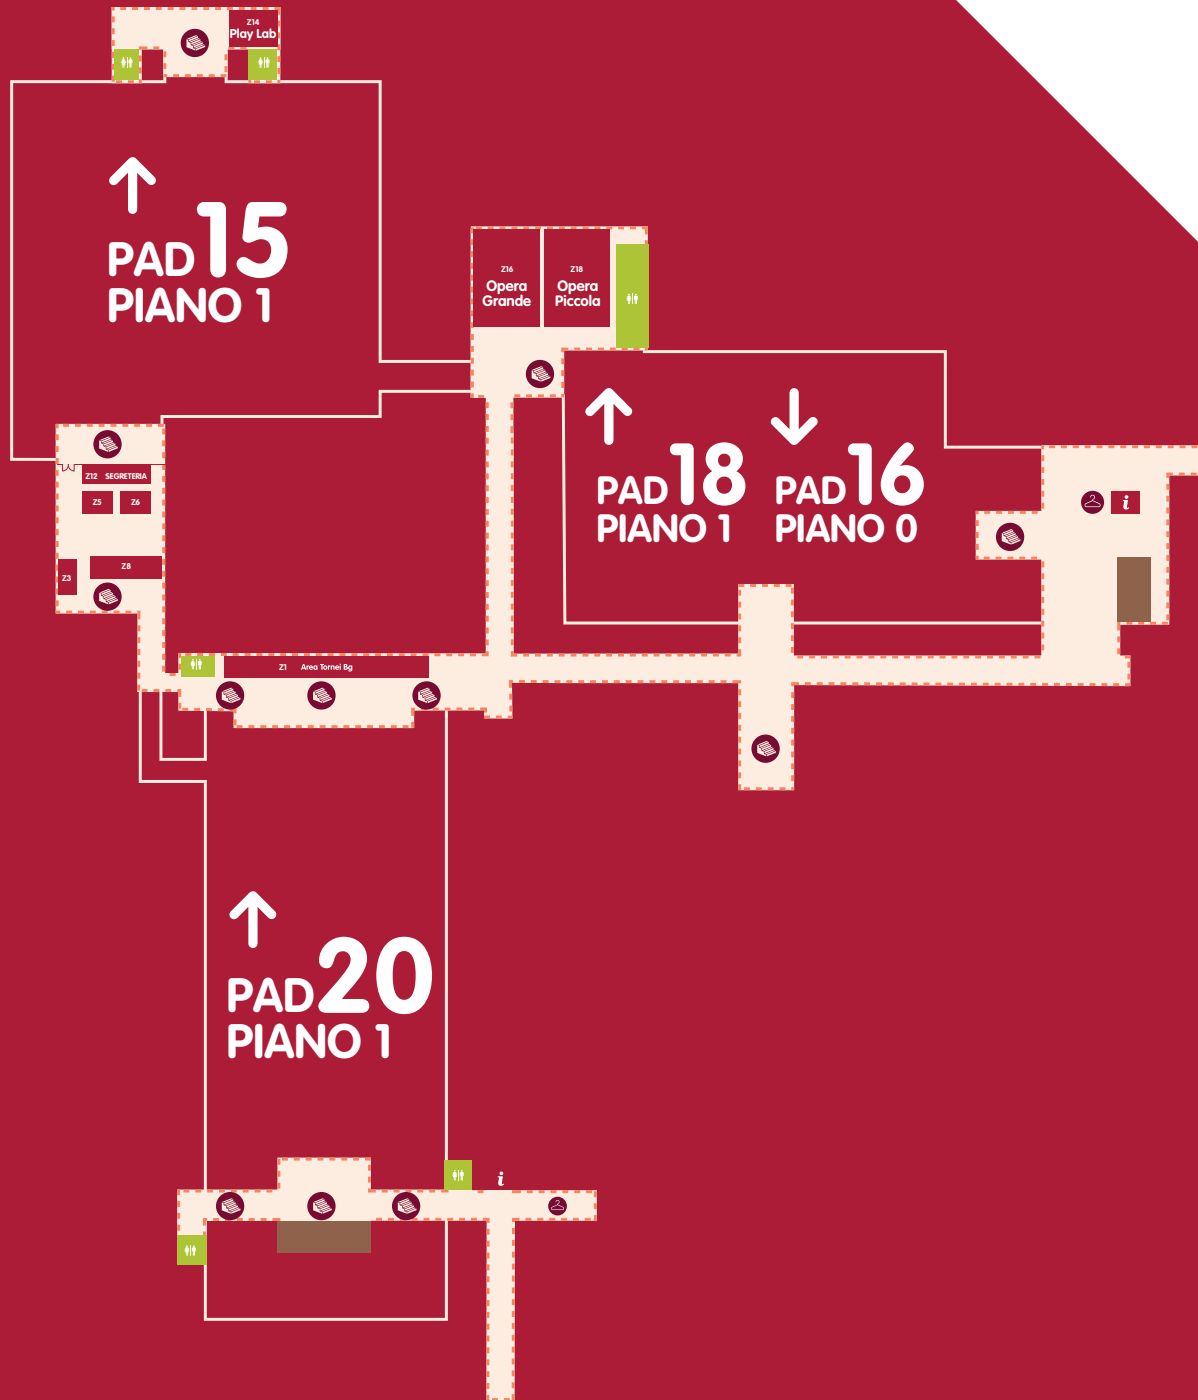 Z14
Play Lab
PAD 15
PIANO 1
Z16
Opera
Grande
Z18
Opera
Piccola
PAD 18
PIANO 1
PAD 16
PIANO 0
Z12 SEGRETERIA
Z5
Z6
Z8
Z3
i
Z1 Area Tornei Bg
PAD 20
PIANO 1
i